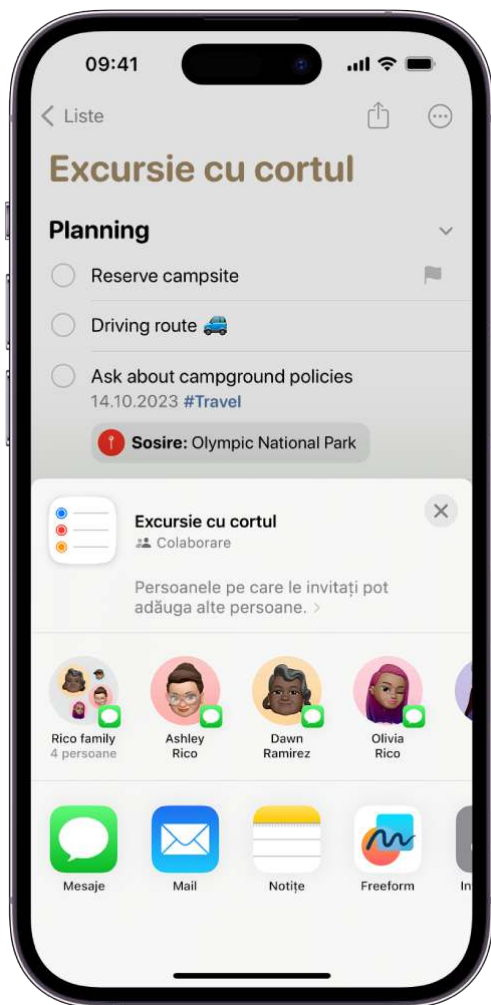 09:41
Liste
Excursie cu cortul
Planning
Reserve campsite
Driving route
Ask about campground policies
14.10.2023 #Travel
Sosire: Olympic National Park
Excursie cu cortul
Colaborare
Persoanele pe care le invitați pot
adăuga alte persoane.
Rico family
4 persoane
Ashley
Rico
Dawn
Ramirez
Olivia
Rico
Mesaje
Mail
Notițe
Freeform